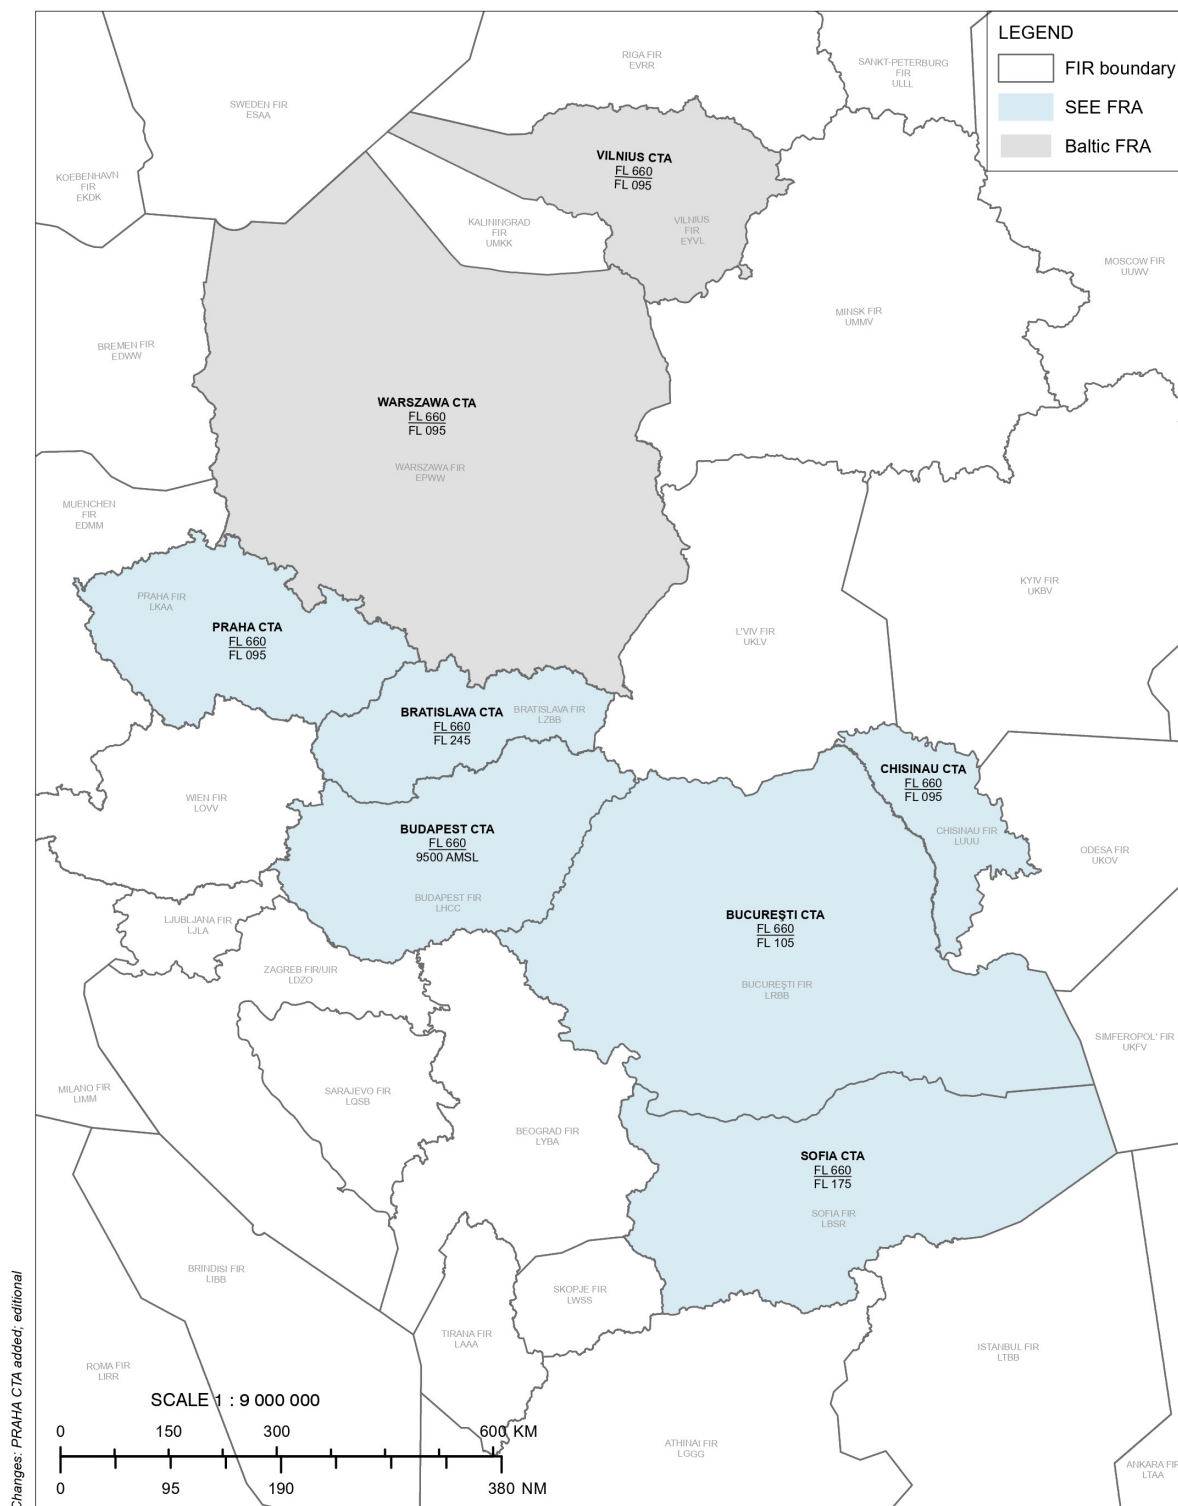 LEGEND
FIR boundary
SEE FRA
Baltic FRA
RIGA FIR
EVRR
SANKT-PETERBURG
FIR
ULLL
SWEDEN FIR
ESAA
KOEBENHAVN
FIR
EKDK
VILNIUS CTA
FL 660
FL 095
VILNIUS
FIR
EYVL
KALININGRAD
FIR
UMKK
MOSCOW FIR
UUWV
MINSK FIR
UMMV
BREMEN FIR
EDWW
WARSZAWA CTA
FL 660
FL 095
WARSZAWA FIR
EPWW
MUENCHEN
FIR
EDMM
PRAHA FIR
LKAA
PRAHA CTA
FL 660
FL 095
KYIV FIR
UKBV
L'VIV FIR
UKLV
BRATISLAVA CTA
FL 660
FL 245
BRATISLAVA FIR
LZBB
CHISINAU CTA
FL 660
FL 095
CHISINAU FIR
LUUU
WIEN FIR
LOVV
BUDAPEST CTA
FL 660
9500 AMSL
BUDAPEST FIR
LHCC
ODESA FIR
UKOV
LJUBLJANA FIR
LJLA
BUCUREŞTI CTA
FL 660
FL 105
BUCUREŞTI FIR
LRBB
ZAGREB FIR/UIR
LDZO
SIMFEROPOL' FIR
UKFV
MILANO FIR
LIMM
SARAJEVO FIR
LQSB
BEOGRAD FIR
LYBA
SOFIA CTA
FL 660
FL 175
SOFIA FIR
LBSR
BRINDISI FIR
LIBB
SKOPJE FIR
LWSS
TIRANA FIR
LAAA
ISTANBUL FIR
LTBB
ROMA FIR
LIRR
ATHINAI FIR
LGGG
ANKARA FIR
LTAA
SCALE 1 : 9 000 000
0 150 300 600 KM
0 95 190 380 NM
Changes: PRAHA CTA added; editional